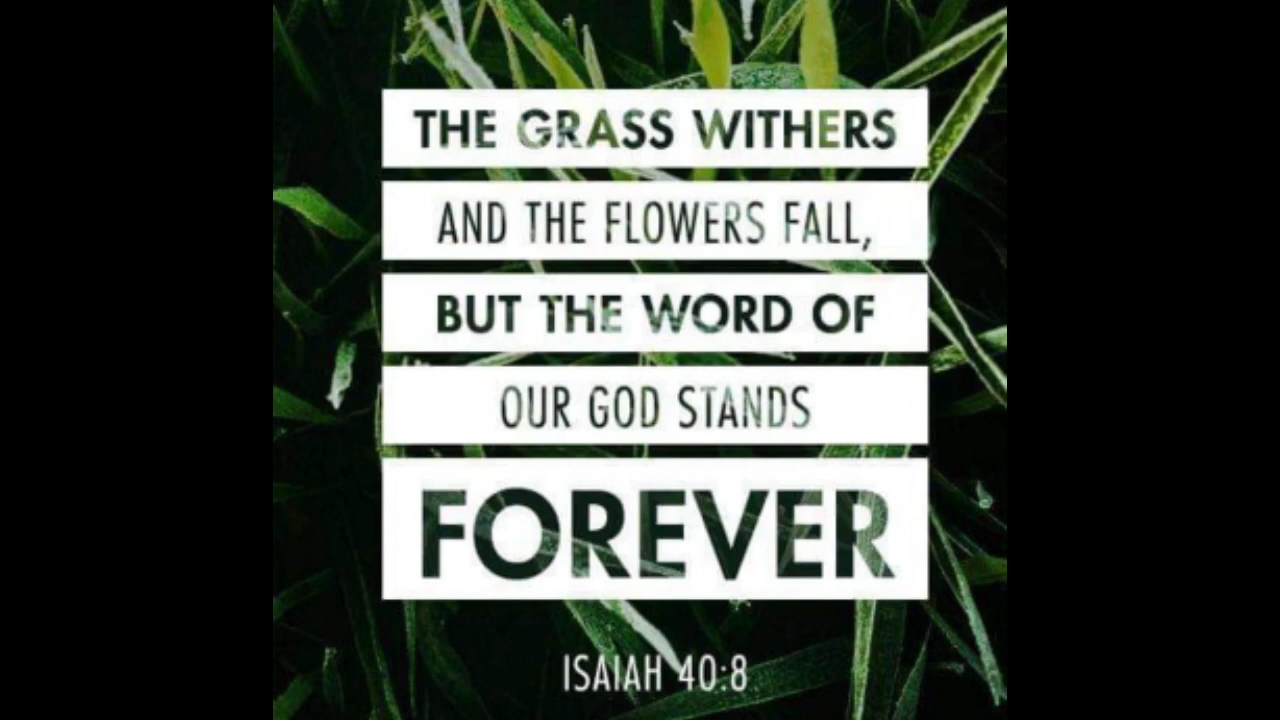 THE GRASS WITHERS
AND THE FLOWERS FALL,
BUT THE WORD OF
OUR GOD STANDS
FOREVER
ISAIAH 40:8